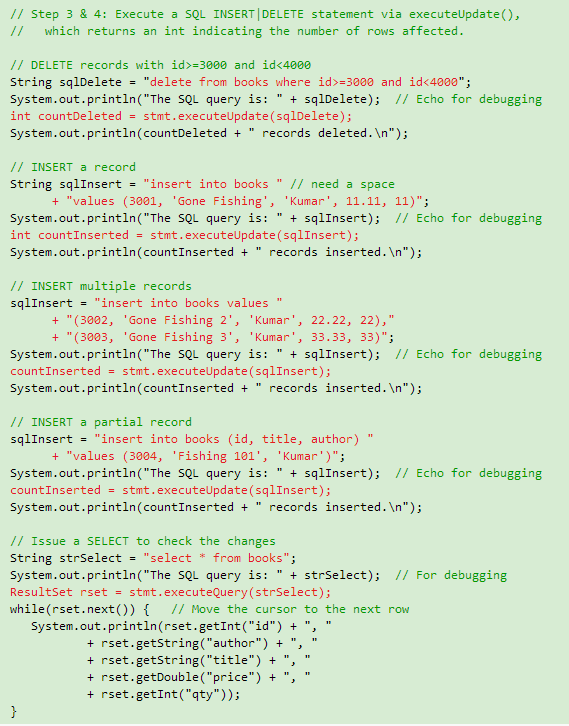 // Step 3 & 4: Execute a SQL INSERT|DELETE statement via executeUpdate(),
//   which returns an int indicating the number of rows affected.

// DELETE records with id>=3000 and id<4000
String sqlDelete = "delete from books where id>=3000 and id<4000";
System.out.println("The SQL query is: " + sqlDelete);  // Echo for debugging
int countDeleted = stmt.executeUpdate(sqlDelete);
System.out.println(countDeleted + " records deleted.\n");

// INSERT a record
String sqlInsert = "insert into books " // need a space
      + "values (3001, 'Gone Fishing', 'Kumar', 11.11, 11)";
System.out.println("The SQL query is: " + sqlInsert);  // Echo for debugging
int countInserted = stmt.executeUpdate(sqlInsert);
System.out.println(countInserted + " records inserted.\n");

// INSERT multiple records
sqlInsert = "insert into books values "
      + "(3002, 'Gone Fishing 2', 'Kumar', 22.22, 22),"
      + "(3003, 'Gone Fishing 3', 'Kumar', 33.33, 33)";
System.out.println("The SQL query is: " + sqlInsert);  // Echo for debugging
countInserted = stmt.executeUpdate(sqlInsert);
System.out.println(countInserted + " records inserted.\n");

// INSERT a partial record
sqlInsert = "insert into books (id, title, author) "
      + "values (3004, 'Fishing 101', 'Kumar')";
System.out.println("The SQL query is: " + sqlInsert);  // Echo for debugging
countInserted = stmt.executeUpdate(sqlInsert);
System.out.println(countInserted + " records inserted.\n");

// Issue a SELECT to check the changes
String strSelect = "select * from books";
System.out.println("The SQL query is: " + strSelect);  // For debugging
ResultSet rset = stmt.executeQuery(strSelect);
while(rset.next()) {   // Move the cursor to the next row
   System.out.println(rset.getInt("id") + ", "
           + rset.getString("author") + ", "
           + rset.getString("title") + ", "
           + rset.getDouble("price") + ", "
           + rset.getInt("qty"));
}